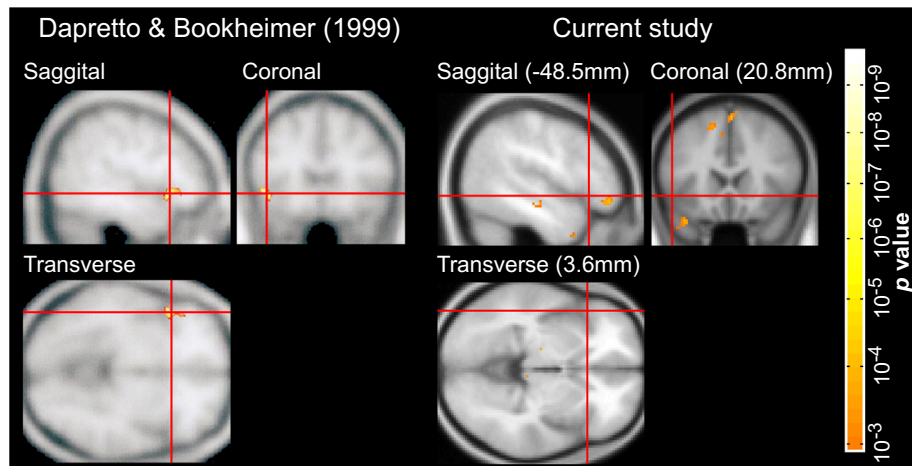 Dapretto & Bookheimer (1999)
Current study
Saggital
Coronal
Saggital (-48.5mm)
Coronal (20.8mm)
Transverse
Transverse (3.6mm)
10⁻⁹
10⁻⁸
10⁻⁷
10⁻⁶
10⁻⁵
10⁻⁴
10⁻³
p value